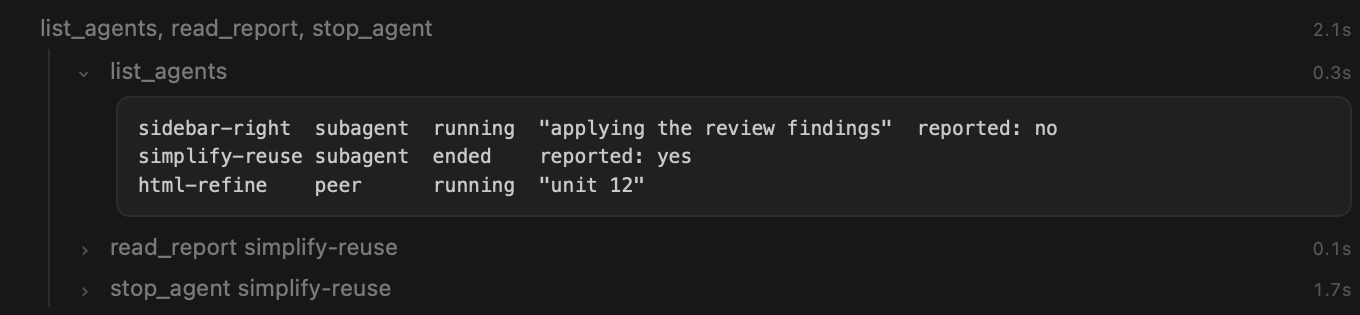 list_agents, read_report, stop_agent 2.1s
list_agents 0.3s
sidebar-right subagent running "applying the review findings" reported: no
simplify-reuse subagent ended reported: yes
html-refine peer running "unit 12"
read_report simplify-reuse 0.1s
stop_agent simplify-reuse 1.7s